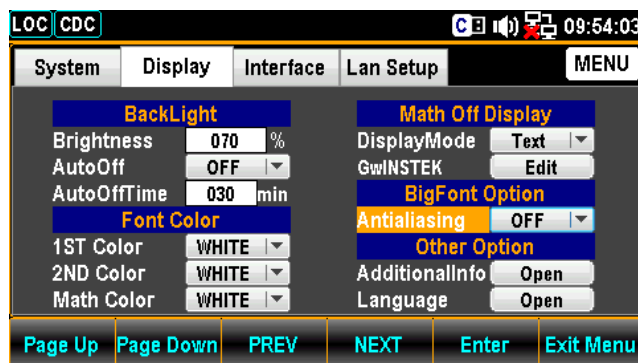 LOC CDC C 09:54:03
System Display Interface Lan Setup MENU
BackLight
Brightness 070 %
AutoOff OFF
AutoOffTime 030 min
Font Color
1ST Color WHITE
2ND Color WHITE
Math Color WHITE
Math Off Display
DisplayMode Text
GWINSTEK Edit
BigFont Option
Antialiasing OFF
Other Option
AdditionalInfo Open
Language Open
Page Up Page Down PREV NEXT Enter Exit Menu